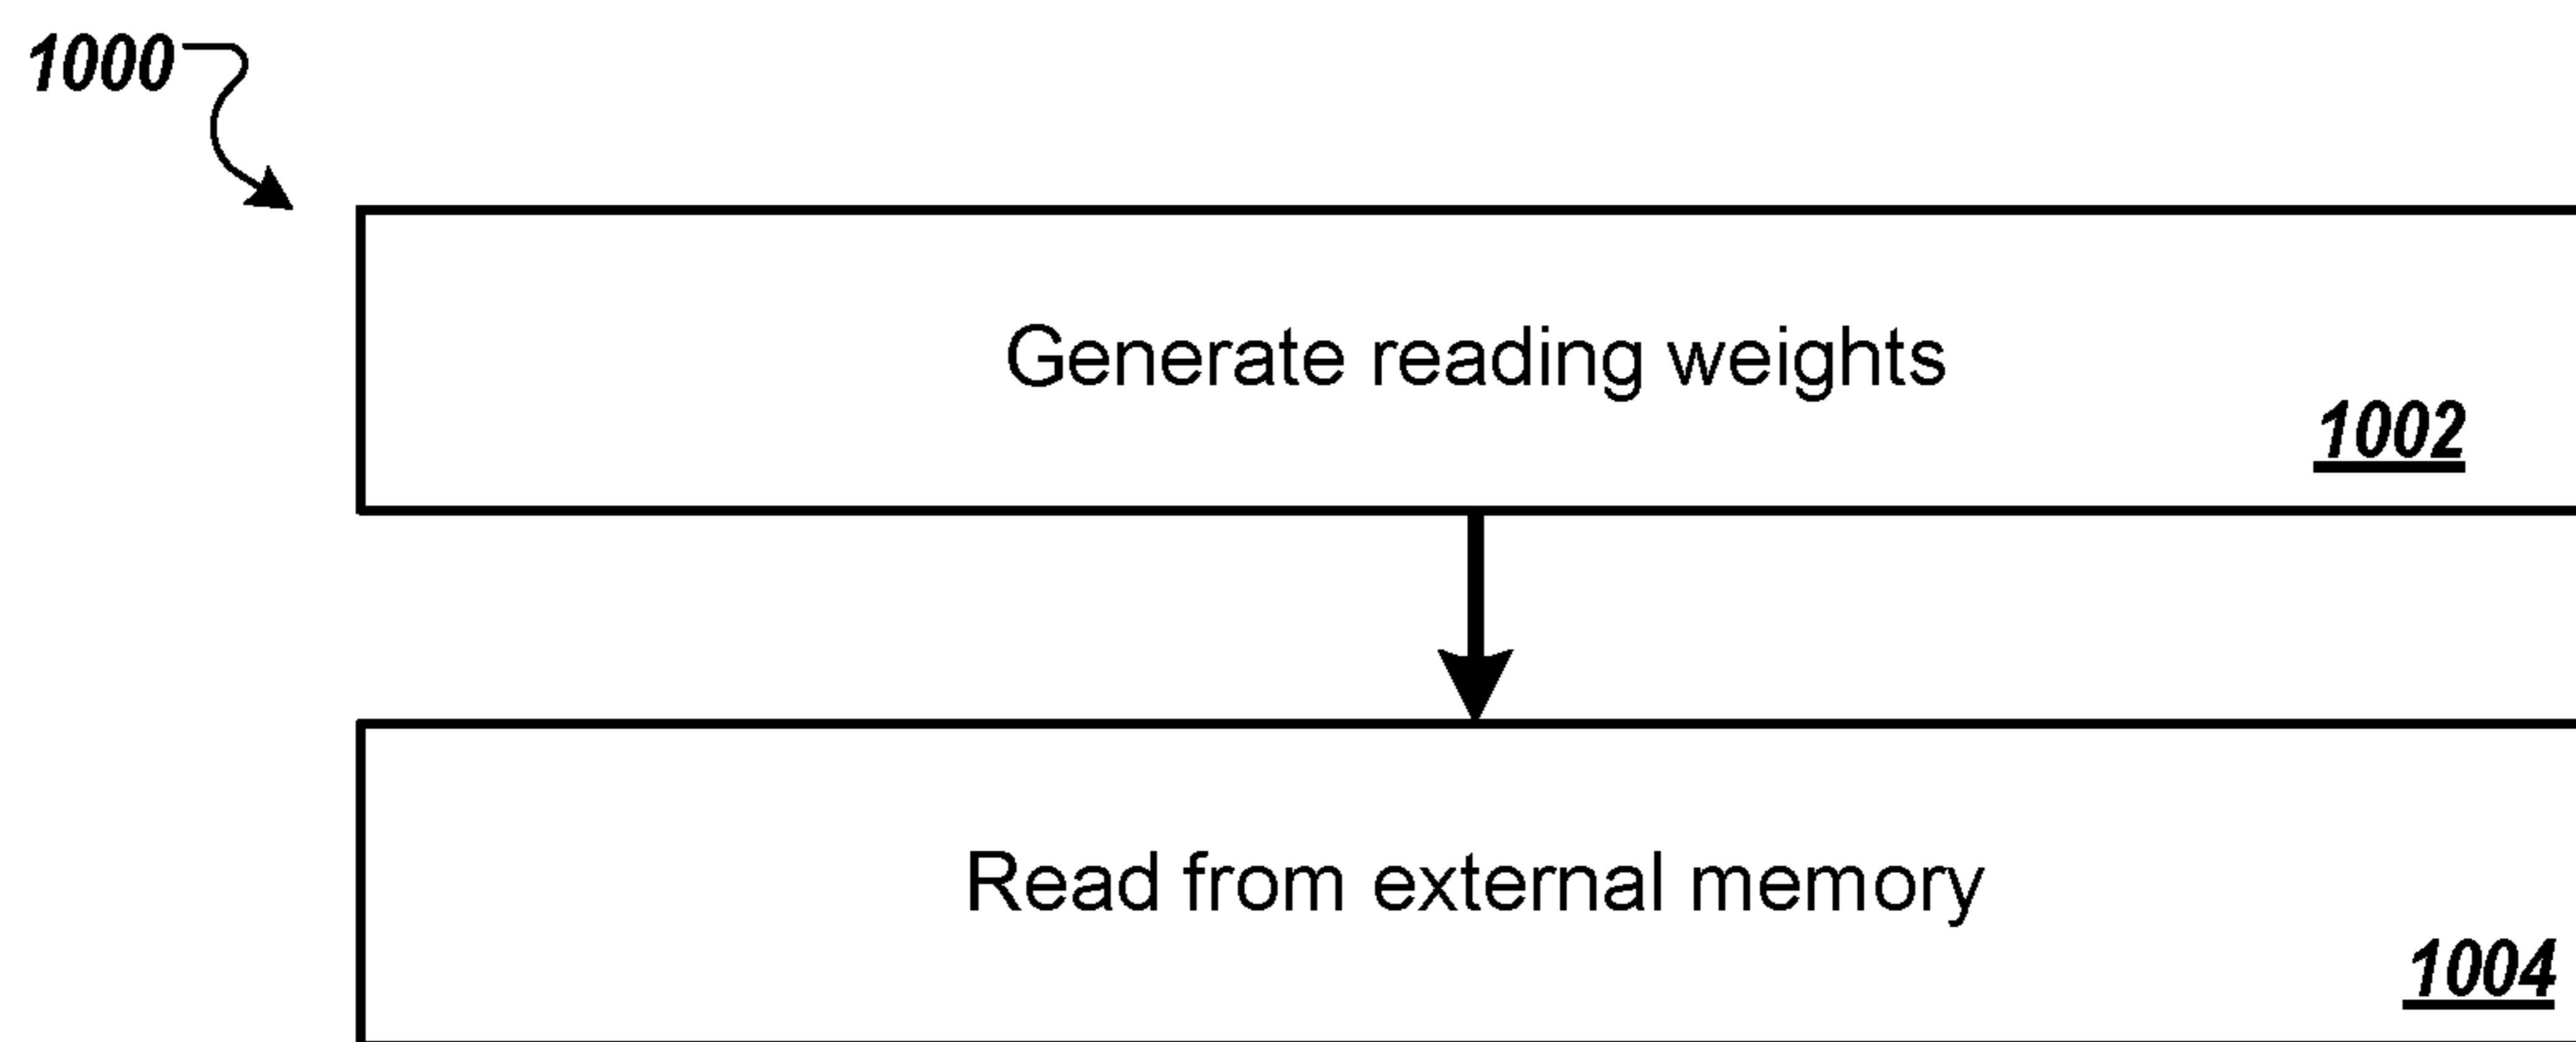 1000
Generate reading weights
1002
Read from external memory
1004